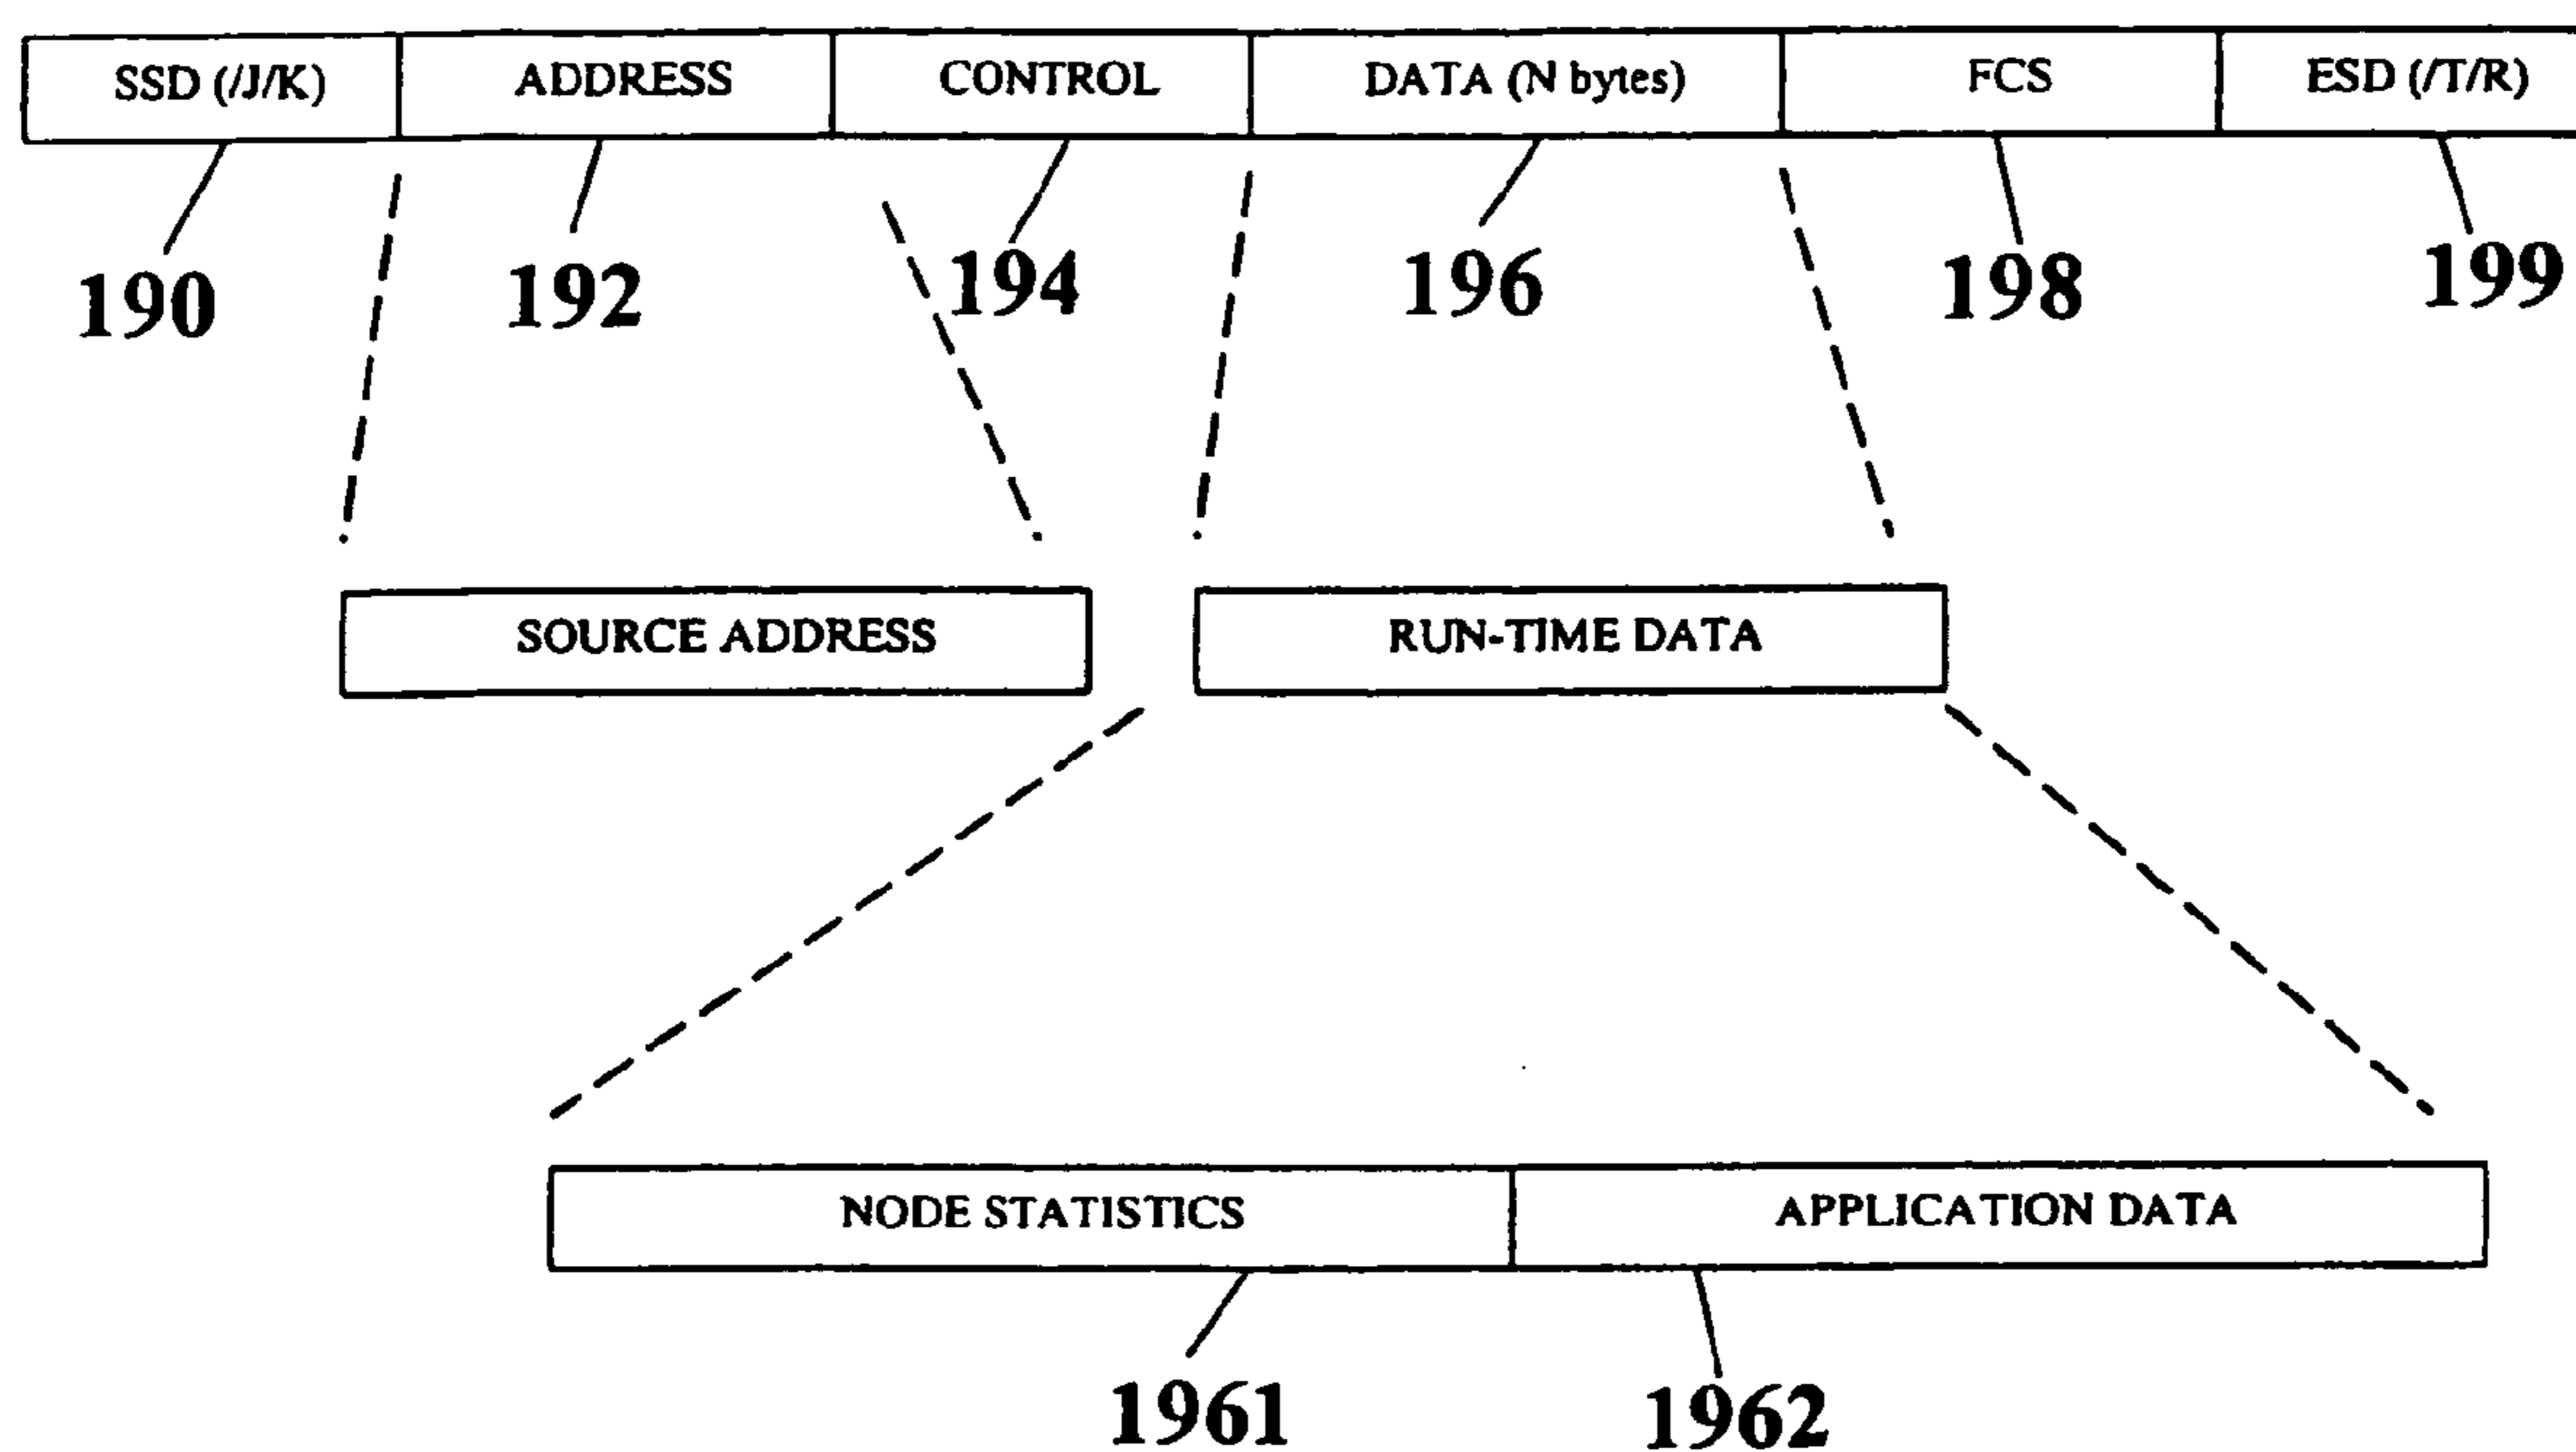 SSD (/J/K) ADDRESS CONTROL DATA (N bytes) FCS ESD (/T/R)
190 192 194 196 198 199
SOURCE ADDRESS RUN-TIME DATA
NODE STATISTICS APPLICATION DATA
1961 1962